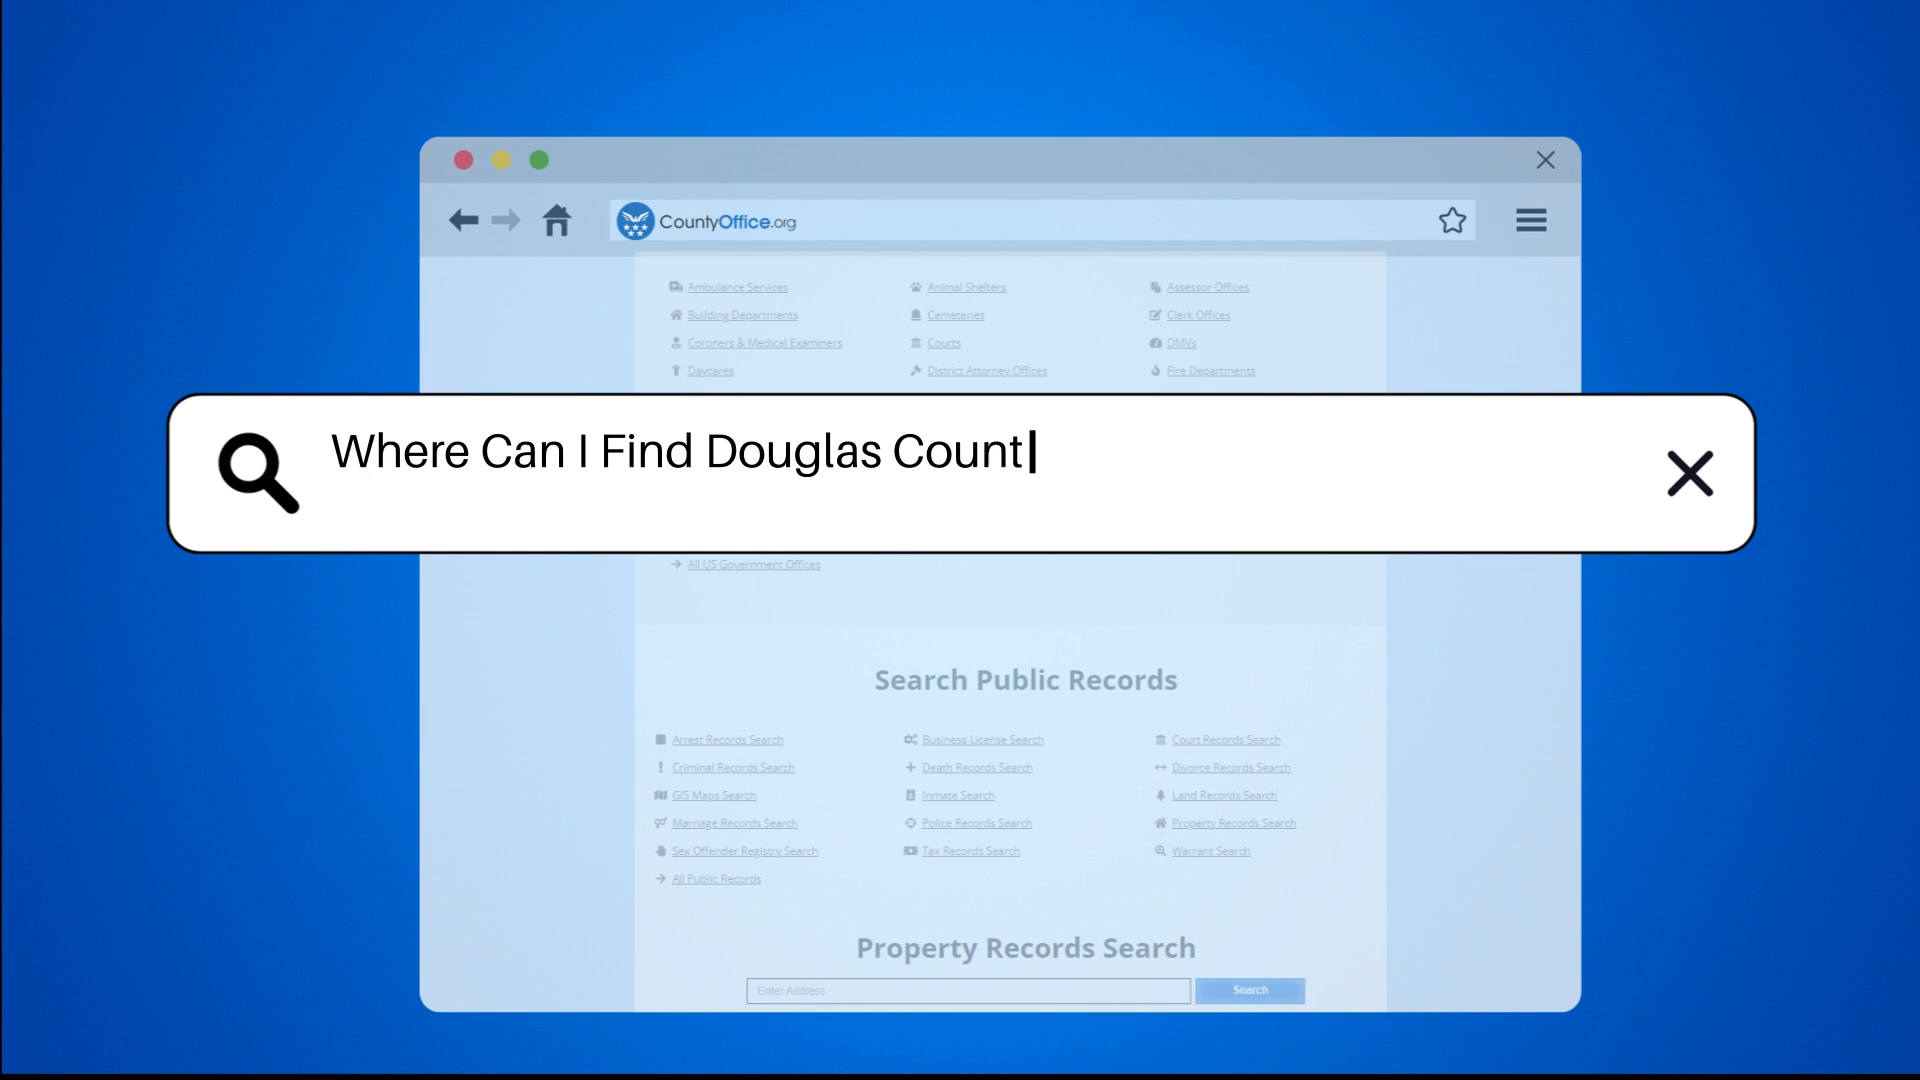 CountyOffice.org
Ambulance Services Animal Shelters Assessor Offices
Building Departments Cemeteries Clerk Offices
Coroners & Medical Examiners Courts DMVs
Daycares District Attorney Offices Fire Departments
Where Can I Find Douglas Count
All US Government Offices
Search Public Records
Arrest Records Search Business License Search Court Records Search
Criminal Records Search Death Records Search Divorce Records Search
GIS Maps Search Inmate Search Land Records Search
Marriage Records Search Police Records Search Property Records Search
Sex Offender Registry Search Tax Records Search Warrant Search
All Public Records
Property Records Search
Enter Address Search